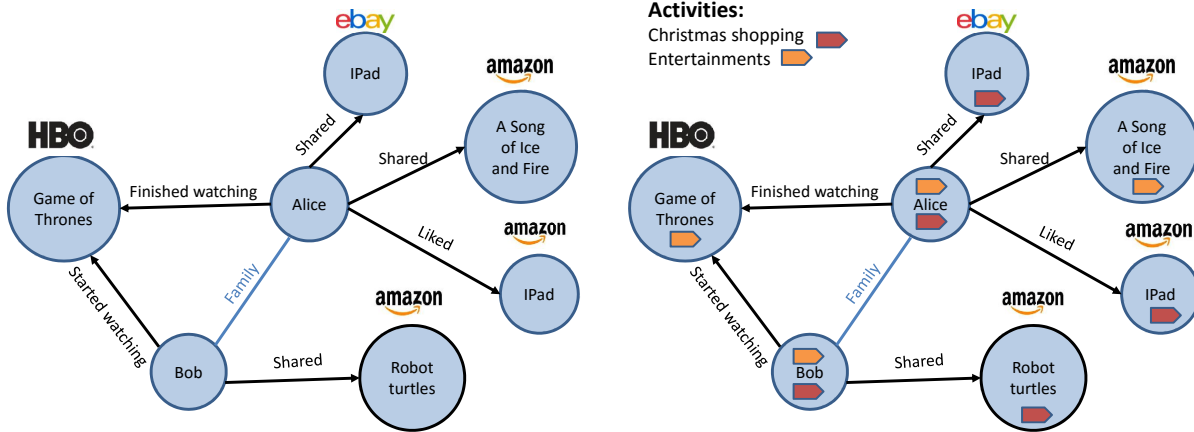 ebay
IPad
amazon
A Song
of Ice
and Fire
Shared
Shared
HBO
Game of
Thrones
Finished watching
Alice
Liked
amazon
IPad
Started watching
Family
amazon
Bob
Shared
Robot
turtles
Activities:
Christmas shopping
Entertainments
ebay
IPad
amazon
A Song
of Ice
and Fire
Shared
Shared
HBO
Game of
Thrones
Finished watching
Alice
Liked
amazon
IPad
Started watching
Family
amazon
Bob
Shared
Robot
turtles